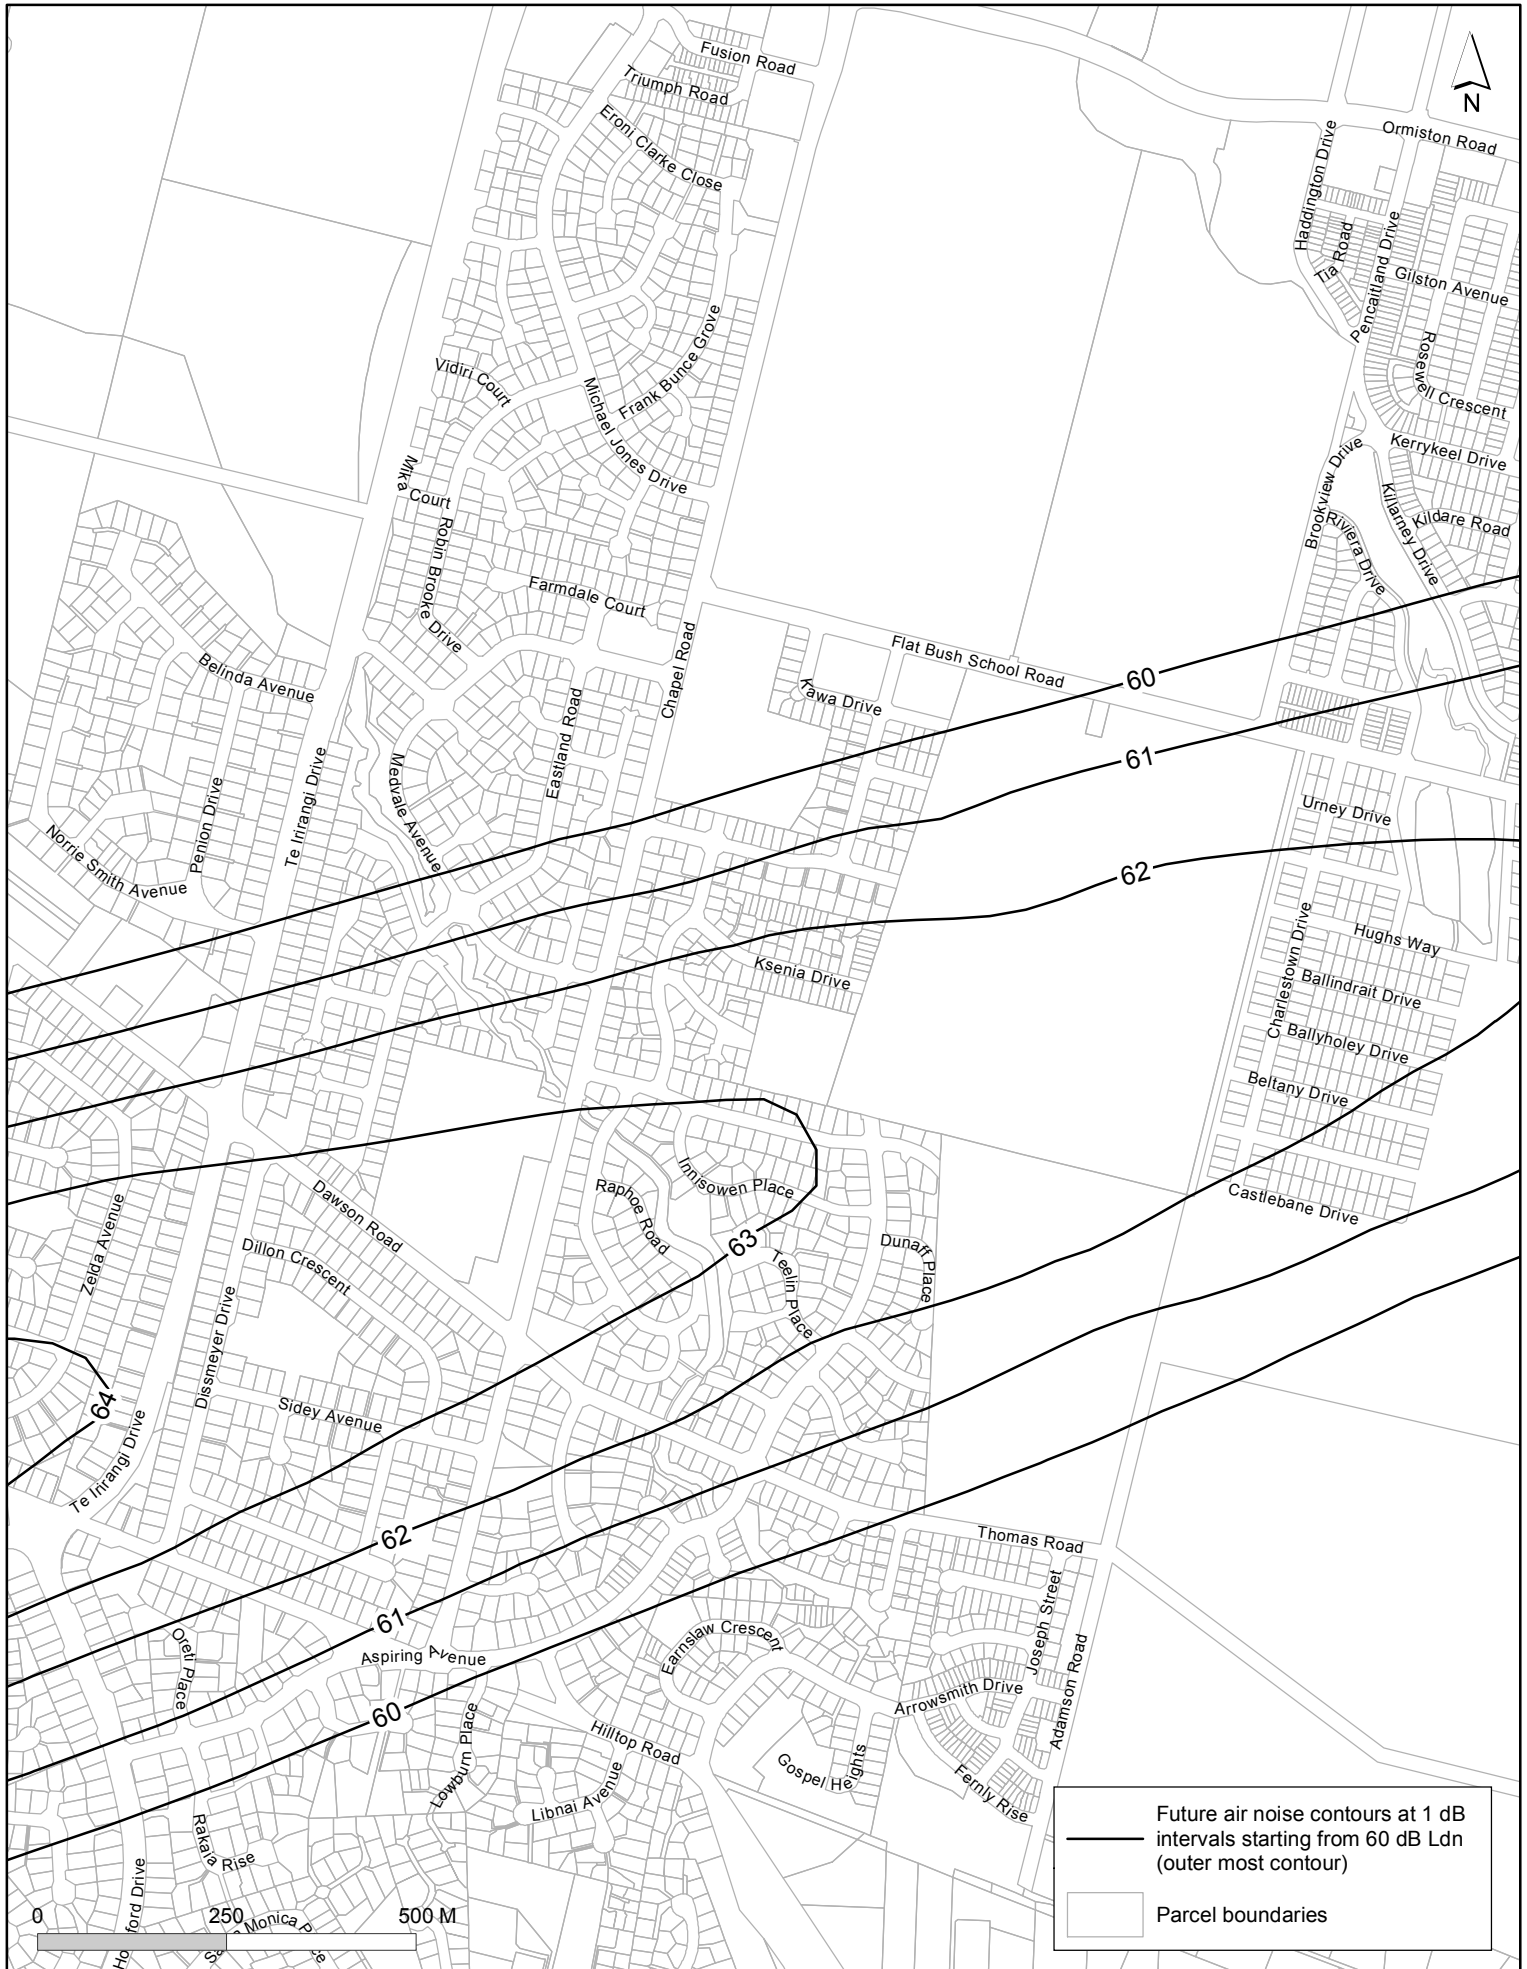 Fusion Road
Triumph Road
Eroni Clarke Close
N
Ormiston Road
Haddington Drive
Tia Road
Pencaitland Drive
Gilston Avenue
Rosewell Crescent
Vidiri Court
Michael Jones Drive
Frank Bunce Grove
Kerrykeel Drive
Brookview Drive
Mika Court
Killarney Drive
Kildare Road
Riviera Drive
Robin Brooke Drive
Farmdale Court
Flat Bush School Road
Chapel Road
Belinda Avenue
Kawa Drive
60
Eastland Road
61
Medvale Avenue
Te Irirangi Drive
Penion Drive
Urney Drive
Norrie Smith Avenue
62
Charlestown Drive
Hughs Way
Ksenia Drive
Ballindrait Drive
Ballyholey Drive
Beltany Drive
Innisowen Place
Raphoe Road
Dawson Road
Castlebane Drive
Zelda Avenue
Dillon Crescent
63
Dunaff Place
Teelin Place
Dissmeyer Drive
64
Sidey Avenue
Te Irirangi Drive
62
Thomas Road
61
Joseph Street
Oreti Place
Aspiring Avenue
Earnslaw Crescent
Adamson Road
Arrowsmith Drive
60
Lowburn Place
Hilltop Road
Gospel Heights
Libnai Avenue
Fernly Rise
Rakaia Rise
Future air noise contours at 1 dB
intervals starting from 60 dB Ldn
(outer most contour)
Parcel boundaries
0 250 500 M